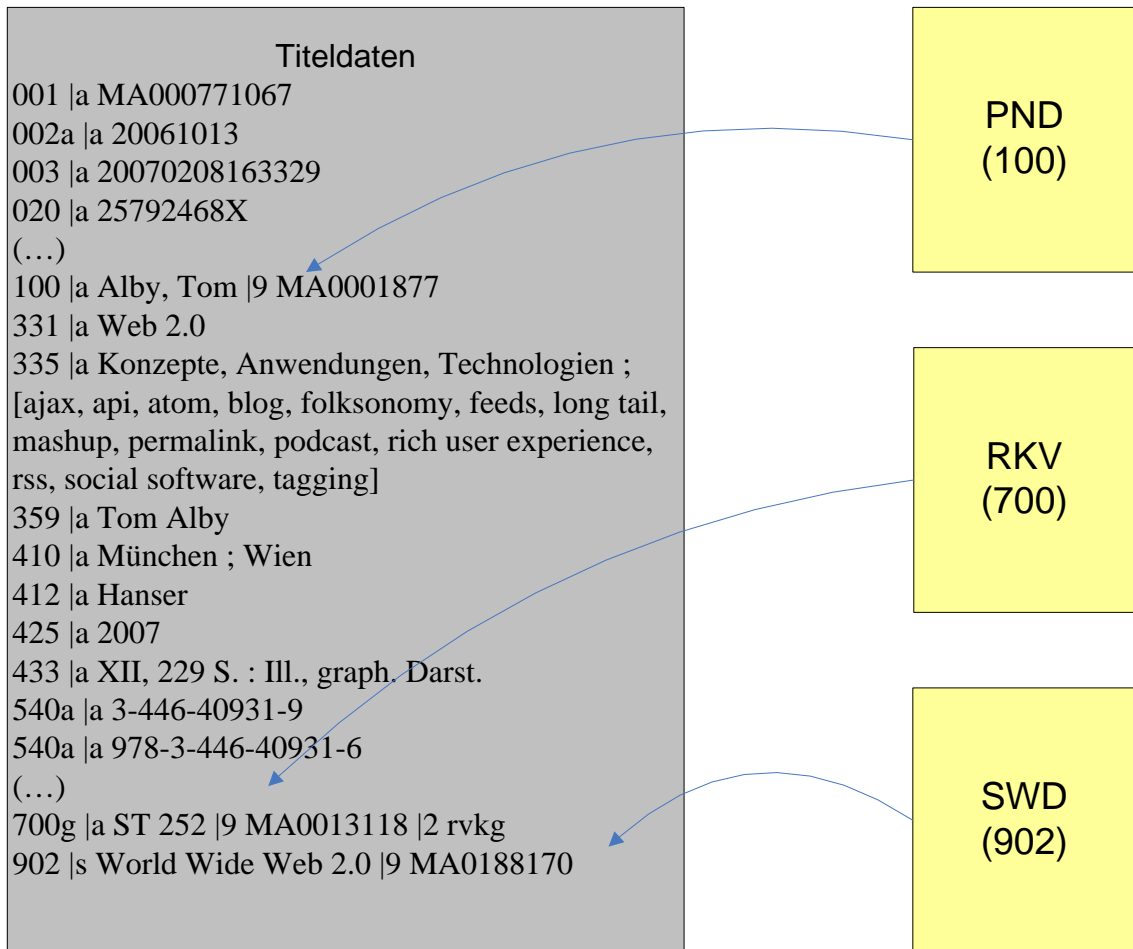 Titeldaten
001 |a MA000771067
002a |a 20061013
003 |a 20070208163329
020 |a 25792468X
(…)
100 |a Alby, Tom |9 MA0001877
331 |a Web 2.0
335 |a Konzepte, Anwendungen, Technologien ;
[ajax, api, atom, blog, folksonomy, feeds, long tail,
mashup, permalink, podcast, rich user experience,
rss, social software, tagging]
359 |a Tom Alby
410 |a München ; Wien
412 |a Hanser
425 |a 2007
433 |a XII, 229 S. : Ill., graph. Darst.
540a |a 3-446-40931-9
540a |a 978-3-446-40931-6
(…)
700g |a ST 252 |9 MA0013118 |2 rvkg
902 |s World Wide Web 2.0 |9 MA0188170
PND
(100)
RKV
(700)
SWD
(902)